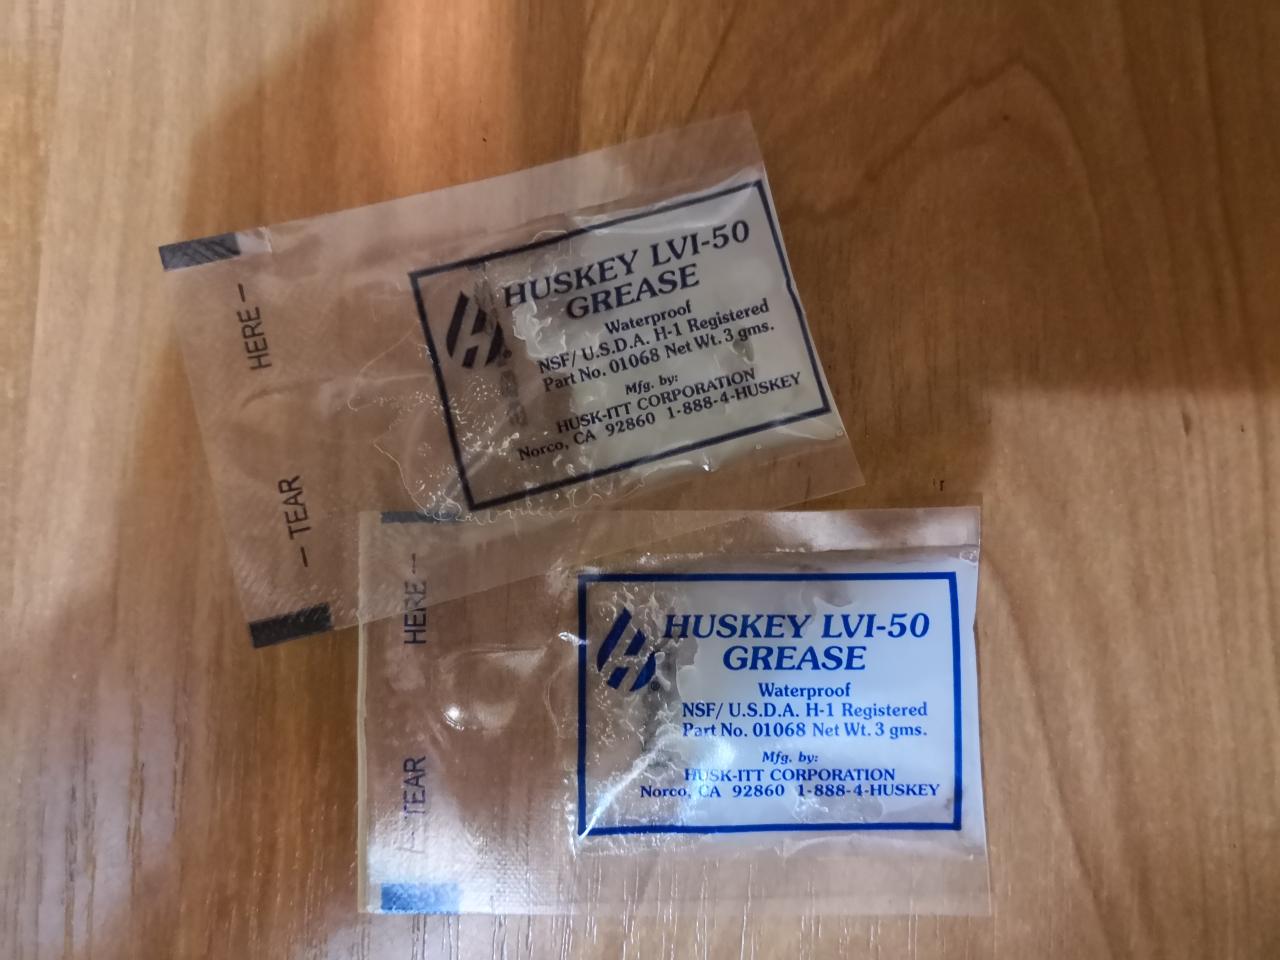 HUSKEY LVI-50
GREASE
Waterproof
NSF/ U.S.D.A. H-1 Registered
Part No. 01068 Net Wt. 3 gms.
Mfg. by:
HUSK-ITT CORPORATION
Norco, CA 92860 1-888-4-HUSKEY
— TEAR HERE —
HUSKEY LVI-50
GREASE
Waterproof
NSF/ U.S.D.A. H-1 Registered
Part No. 01068 Net Wt. 3 gms.
Mfg. by:
HUSK-ITT CORPORATION
Norco, CA 92860 1-888-4-HUSKEY
— TEAR HERE —